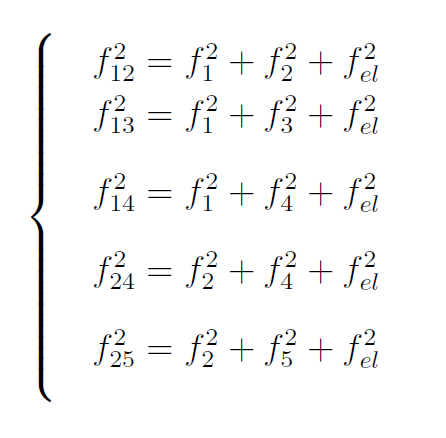 f_{12}^2 = f_1^2 + f_2^2 + f_{el}^2
f_{13}^2 = f_1^2 + f_3^2 + f_{el}^2
f_{14}^2 = f_1^2 + f_4^2 + f_{el}^2
f_{24}^2 = f_2^2 + f_4^2 + f_{el}^2
f_{25}^2 = f_2^2 + f_5^2 + f_{el}^2